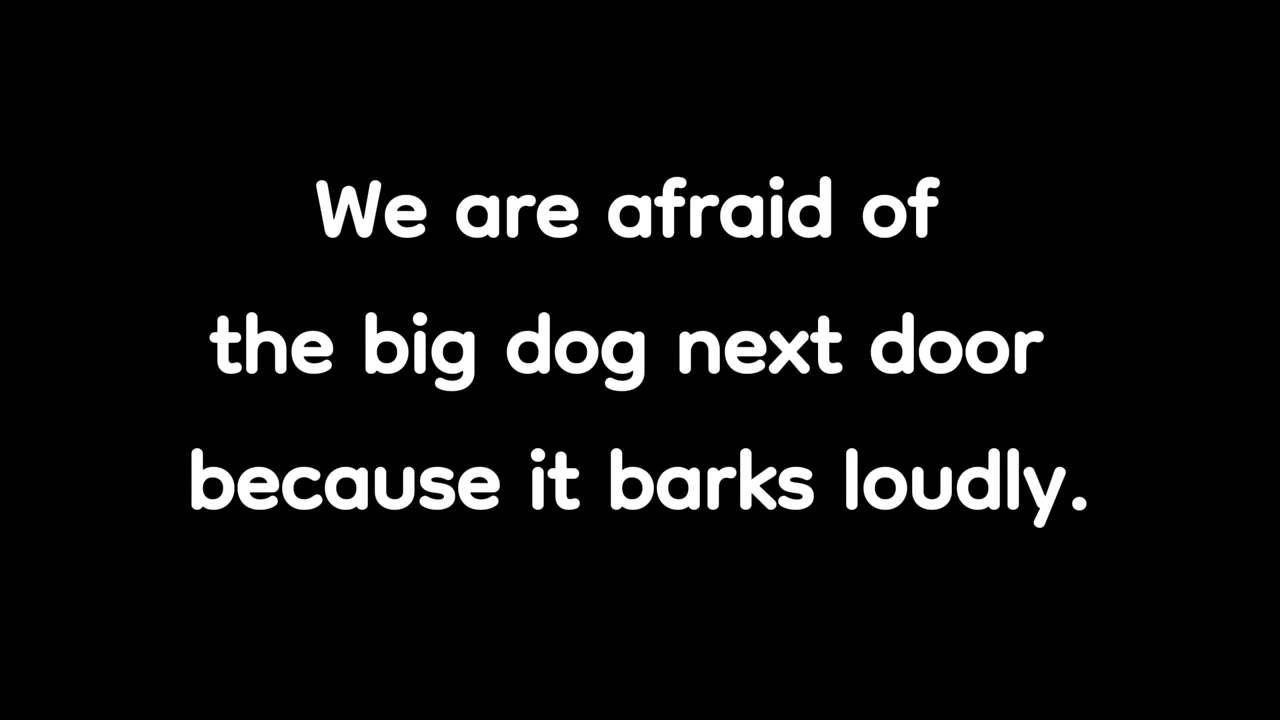 We are afraid of
the big dog next door
because it barks loudly.